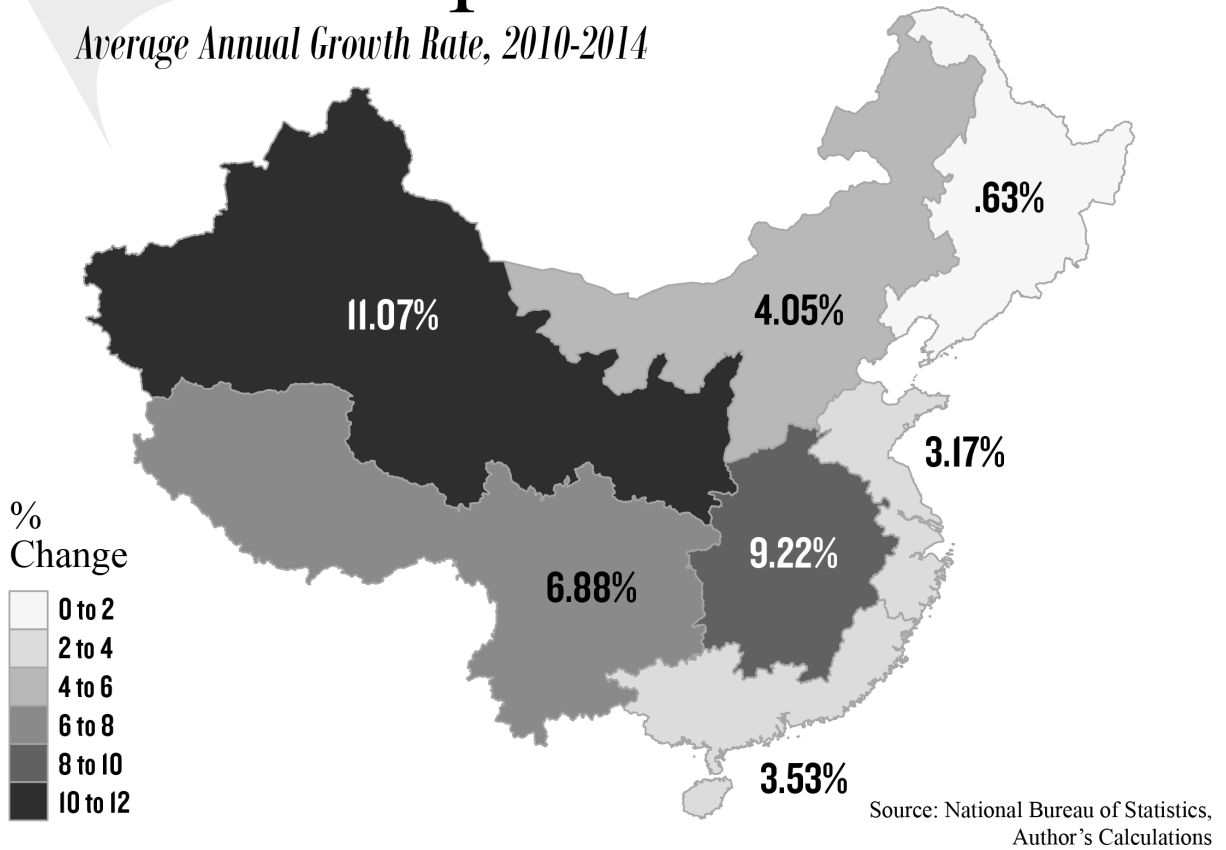 Average Annual Growth Rate, 2010-2014
.63%
11.07%
4.05%
3.17%
9.22%
6.88%
3.53%
%
Change
0 to 2
2 to 4
4 to 6
6 to 8
8 to 10
10 to 12
Source: National Bureau of Statistics,
Author’s Calculations